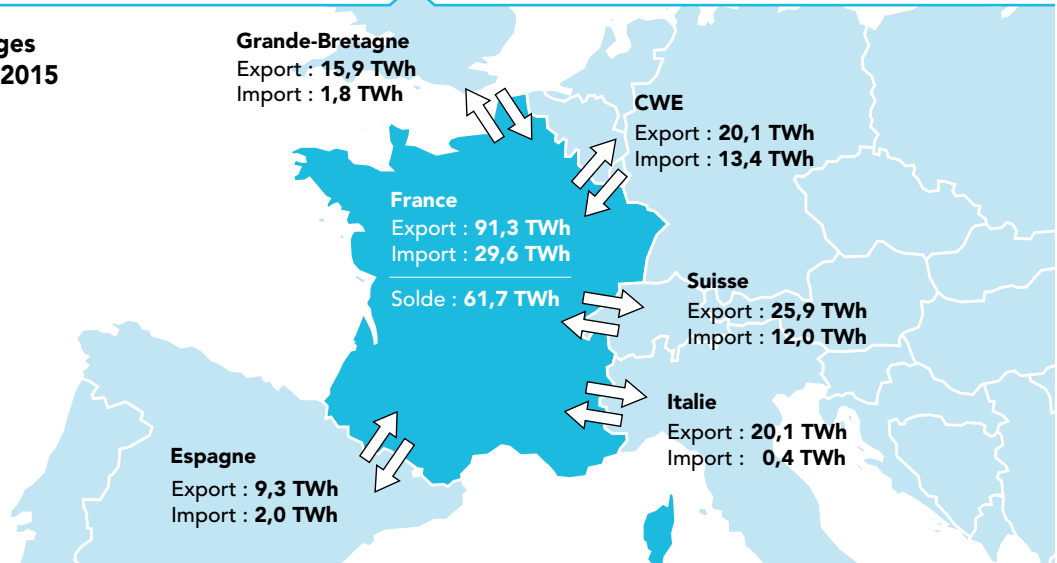 ges
2015
Grande-Bretagne
Export : 15,9 TWh
Import : 1,8 TWh
CWE
Export : 20,1 TWh
Import : 13,4 TWh
France
Export : 91,3 TWh
Import : 29,6 TWh
Solde : 61,7 TWh
Suisse
Export : 25,9 TWh
Import : 12,0 TWh
Italie
Export : 20,1 TWh
Import : 0,4 TWh
Espagne
Export : 9,3 TWh
Import : 2,0 TWh